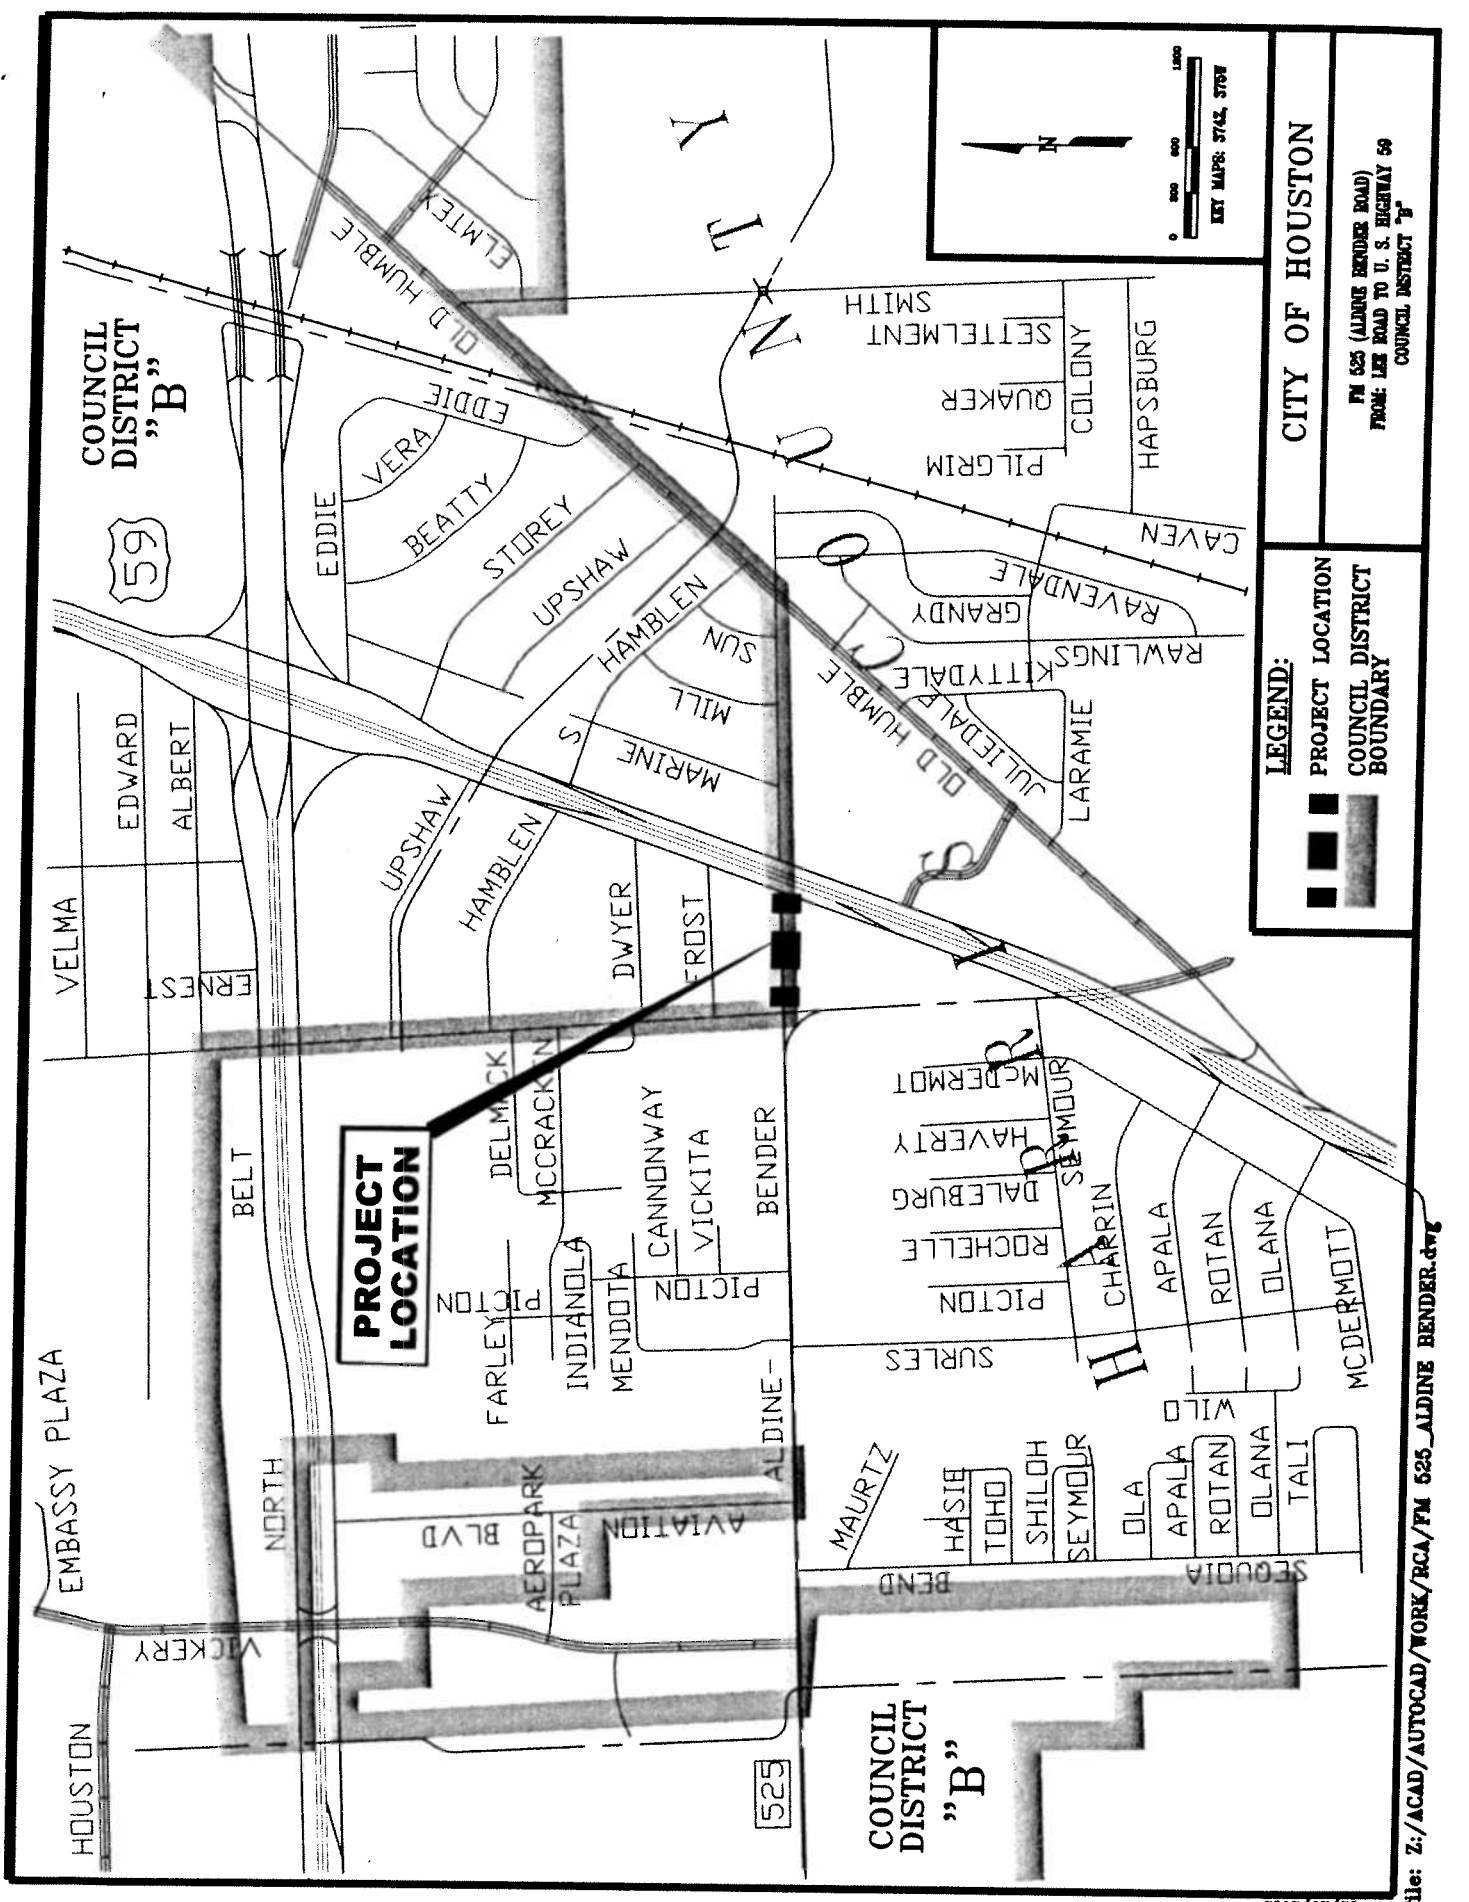 HOUSTON
EMBASSY PLAZA
VICKERY
NORTH
BELT
VELMA
EDWARD
ALBERT
ERNEST
COUNCIL
DISTRICT
"B"
59
EDDIE
VERA
EDDIE
BEATTY
STOREY
UPSHAW
HAMBLEN
SUN
MILL
MARINE
S
UPSHAW
HAMBLEN
DWYER
FROST
OLD HUMBLE
ELMTEX
PROJECT
LOCATION
DELMACK
MCCRACKEN
CANNONWAY
VICKITA
PICTON
PICTON
FARLEY
INDIANOLA
MENDOTA
BLVD
AEROPARK
PLAZA
AVIATION
ALDINE-
BENDER
525
COUNCIL
DISTRICT
"B"
HARRIS COUNTY
SMITH
SETTELMENT
QUAKER
PILGRIM
COLONY
HAPSBURG
CAVEN
RAVENDALE
GRANDY
RAWLINGS
KITTYDALE
JULIEDALE
LARAMIE
OLD HUMBLE
MCDERMOT
HAVERTY
DALEBURG
ROCHELLE
PICTON
SURLES
SEYMOUR
CHARRIN
APALA
ROTAN
OLANA
MCDERMOTT
WILD
MAURTZ
HASIE
TOHO
SHILOH
SEYMOUR
OLA
APALA
ROTAN
OLANA
TALI
BEND
SEQUOIA
N
0 300 600 1200
KEY MAPS: 374Z, 375W
LEGEND:
PROJECT LOCATION
COUNCIL DISTRICT
BOUNDARY
CITY OF HOUSTON
FM 525 (ALDINE BENDER ROAD)
FROM: LEE ROAD TO U. S. HIGHWAY 59
COUNCIL DISTRICT "B"
ile: Z:/ACAD/AUTOCAD/WORK/RCA/FM 525_ALDINE BENDER.dwg